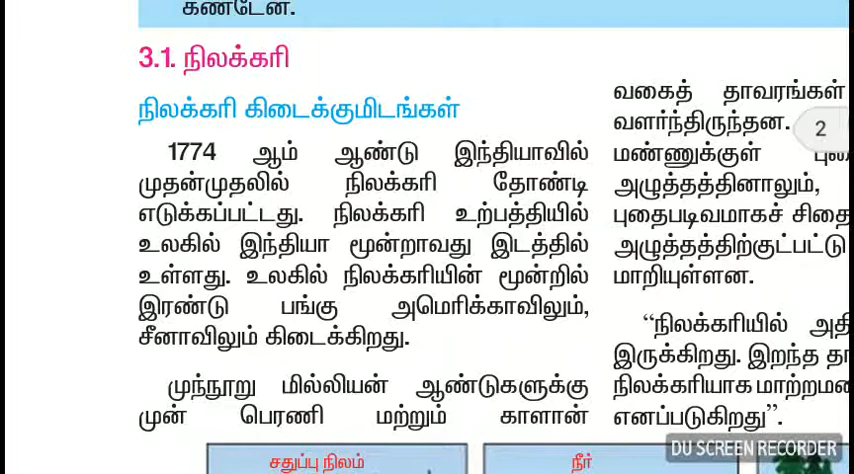 கண்டேன்.
3.1. நிலக்கரி
நிலக்கரி கிடைக்குமிடங்கள்
1774 ஆம் ஆண்டு இந்தியாவில்
முதன்முதலில் நிலக்கரி தோண்டி
எடுக்கப்பட்டது. நிலக்கரி உற்பத்தியில்
உலகில் இந்தியா மூன்றாவது இடத்தில்
உள்ளது. உலகில் நிலக்கரியின் மூன்றில்
இரண்டு பங்கு அமெரிக்காவிலும்,
சீனாவிலும் கிடைக்கிறது.
முந்நூறு மில்லியன் ஆண்டுகளுக்கு
முன் பெரணி மற்றும் காளான்
வகைத் தாவரங்கள்
வளர்ந்திருந்தன.
மண்ணுக்குள்
அழுத்தத்தினாலும்,
புதைபடிவமாகச்
அழுத்தத்திற்குட்பட்டு
மாறியுள்ளன.
“நிலக்கரியில்
இருக்கிறது. இறந்த
நிலக்கரியாக
எனப்படுகிறது”.
சதுப்பு நிலம்
நீர்
2
DU SCREEN RECORDER